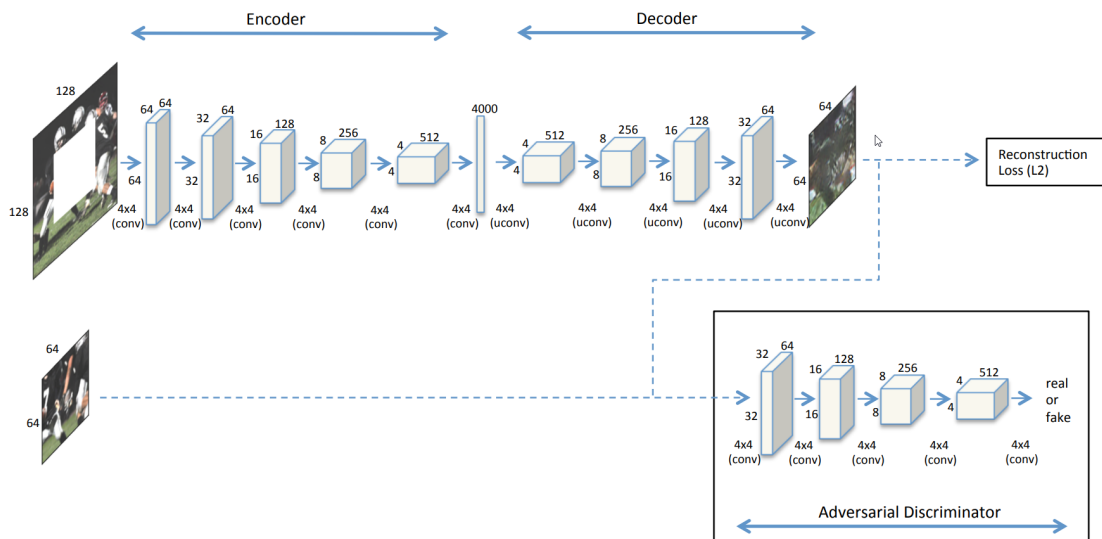 Encoder
Decoder
128
128
64 64
64
32 64
32
16 128
16
8 256
8
4 512
4
4000
4 512
4
8 256
8
16 128
16
32 64
32
64
64
4x4 (conv)
4x4 (conv)
4x4 (conv)
4x4 (conv)
4x4 (conv)
4x4 (conv)
4x4 (uconv)
4x4 (uconv)
4x4 (uconv)
4x4 (uconv)
4x4 (uconv)
Reconstruction
Loss (L2)
64
64
32 64
32
16 128
16
8 256
8
4 512
4
real
or
fake
4x4 (conv)
4x4 (conv)
4x4 (conv)
4x4 (conv)
4x4 (conv)
Adversarial Discriminator